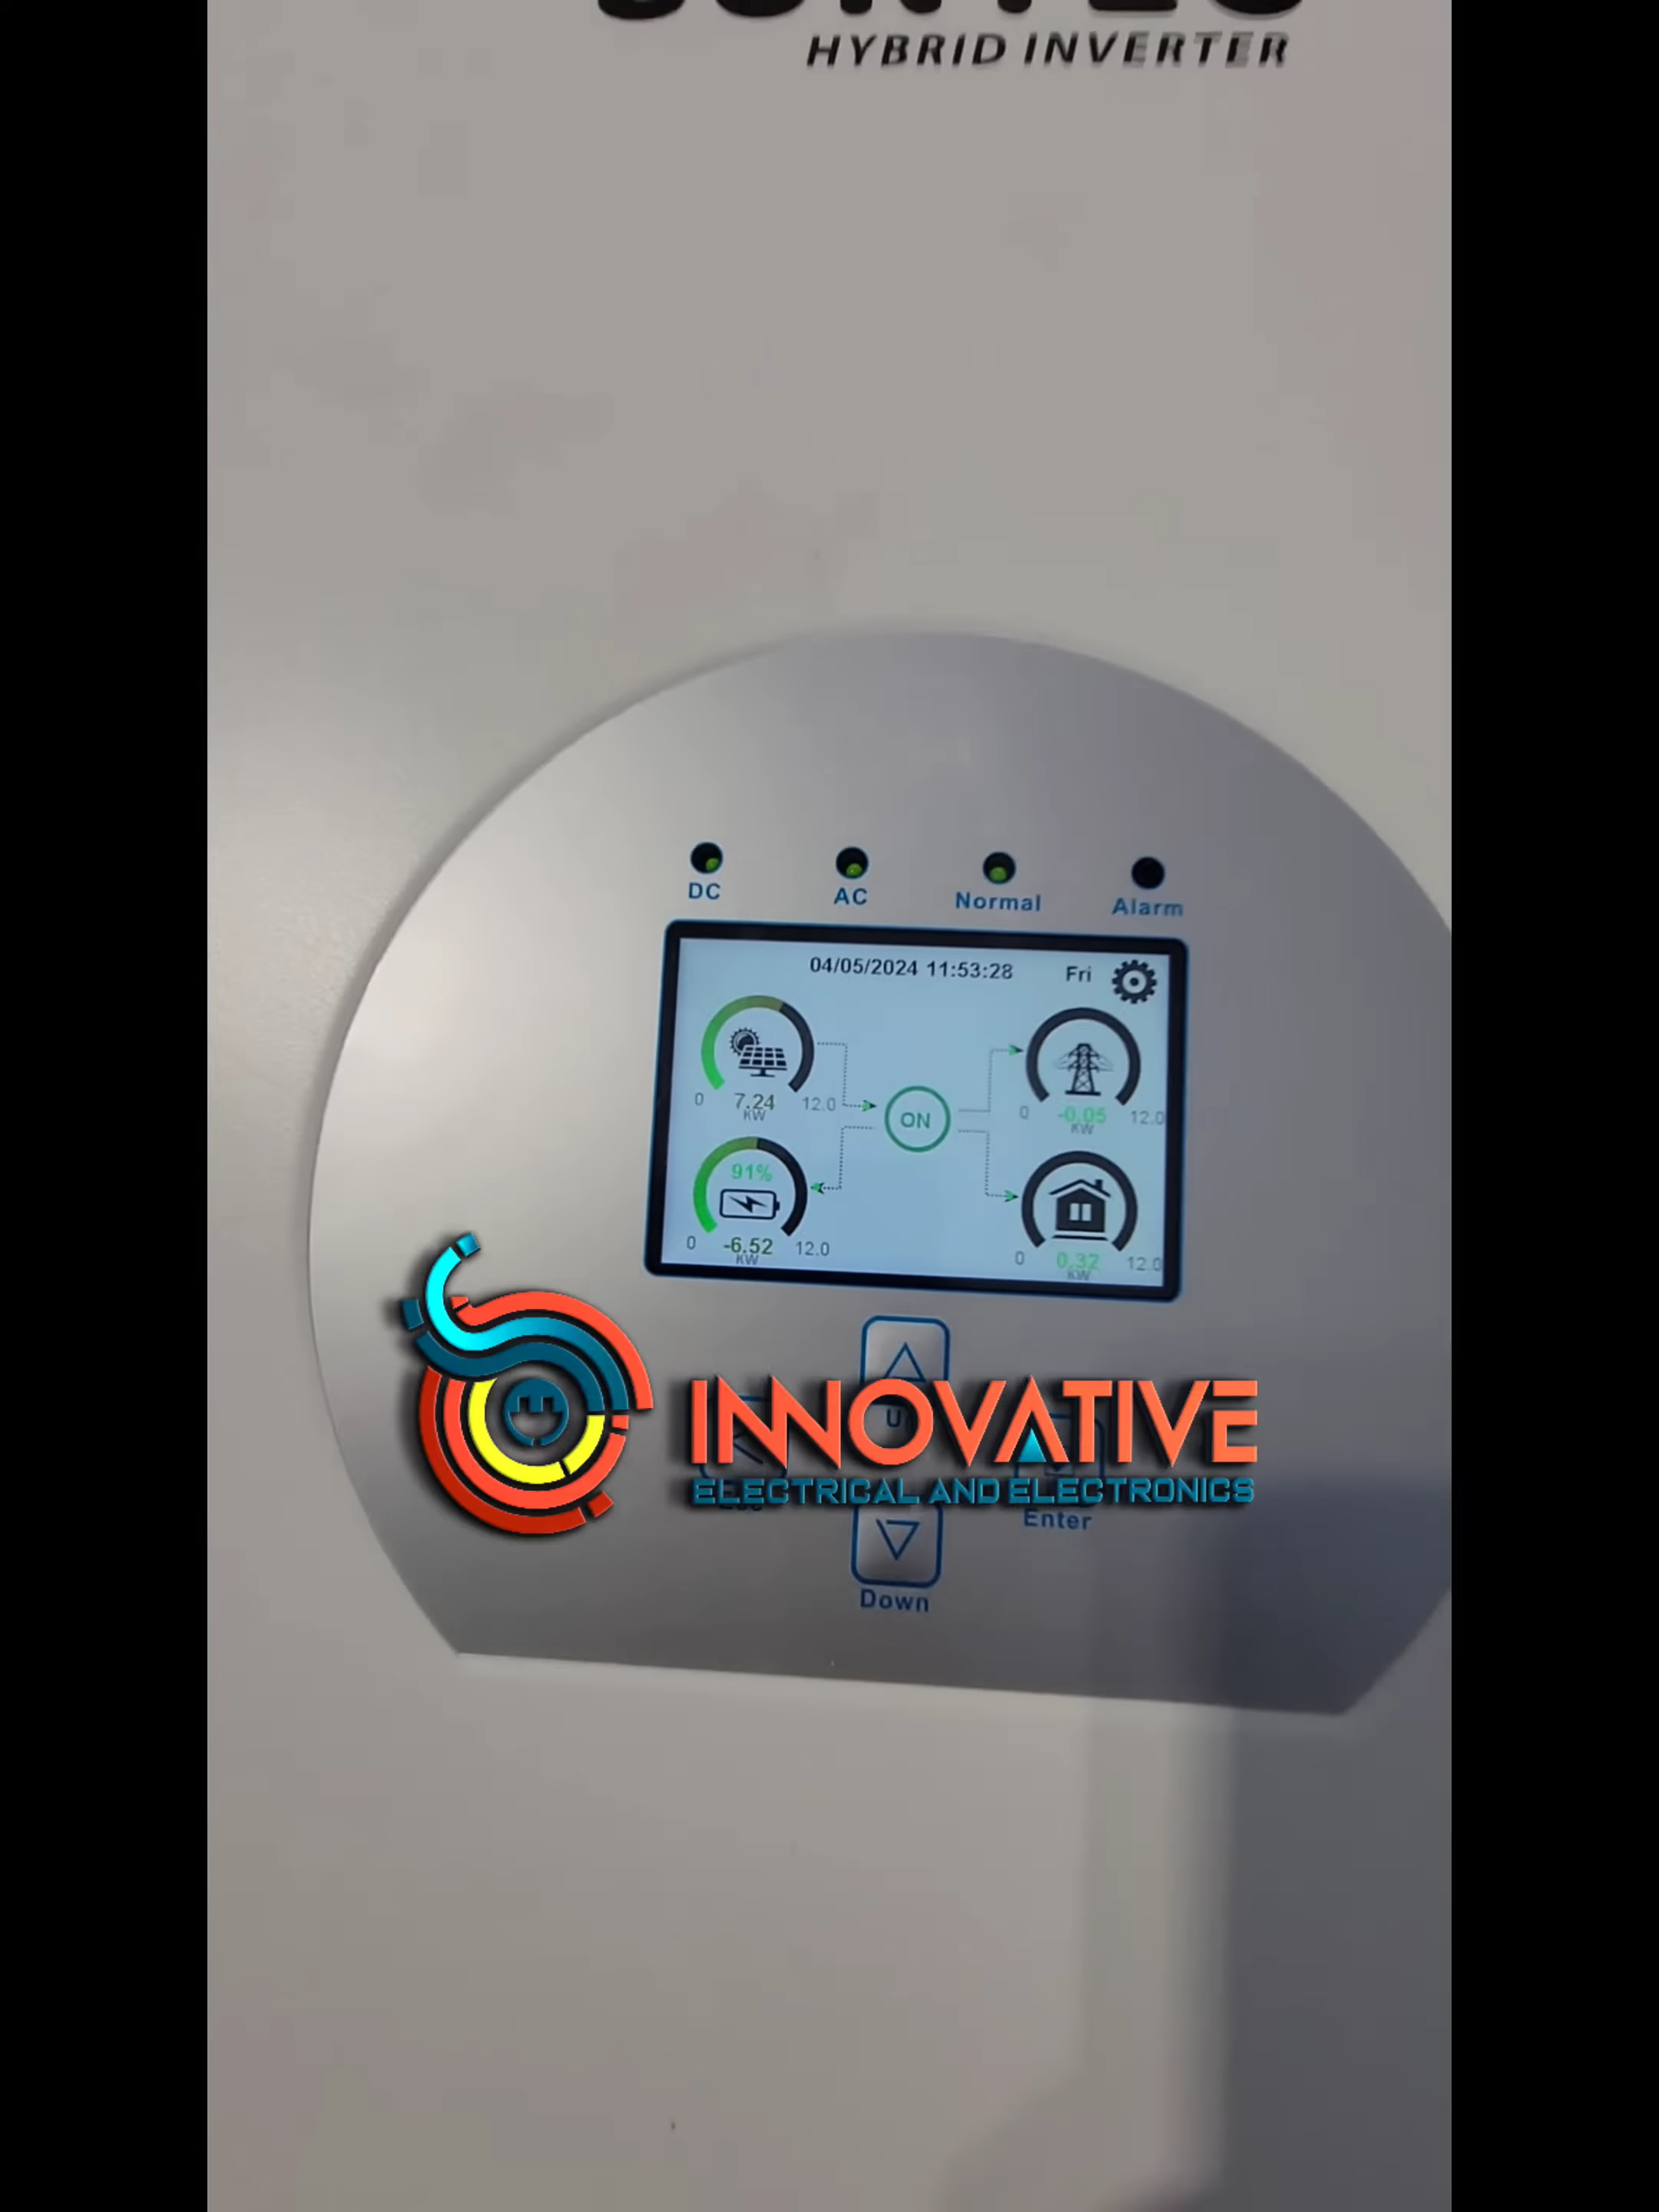 HYBRID INVERTER
DC
AC
Normal
Alarm
04/05/2024 11:53:28 Fri
0 7.24 12.0
KW
0 -0.05 12.0
KW
ON
91%
0 -6.52 12.0
KW
0 0.32 12.0
KW
INNOVATIVE
ELECTRICAL AND ELECTRONICS
Enter
Down